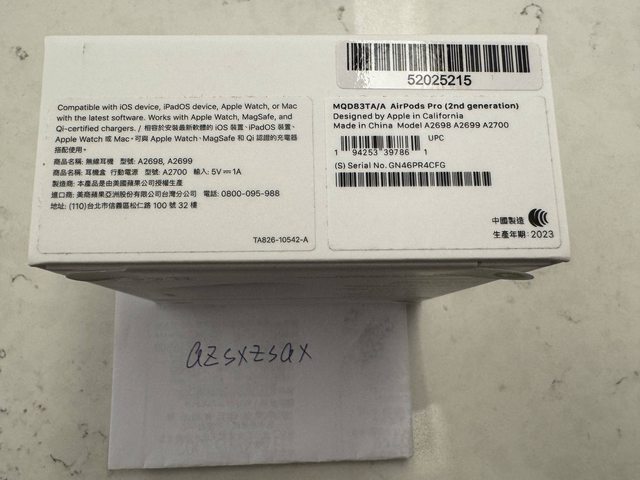 52025215
Compatible with iOS device, iPadOS device, Apple Watch, or Mac
with the latest software. Works with Apple Watch, MagSafe, and
Qi-certified chargers. / 相容於安裝最新軟體的 iOS 裝置、iPadOS 裝置、
Apple Watch 或 Mac。可與 Apple Watch、MagSafe 和 Qi 認證的充電器
搭配使用。
商品名稱: 無線耳機 型號: A2698, A2699
商品名稱: 耳機盒 行動電源 型號: A2700 輸入: 5V⎓1A
製造商: 本產品是由美國蘋果公司授權生產
進口商: 美商蘋果亞洲股份有限公司台灣分公司 電話: 0800-095-988
地址: (110)台北市信義區松仁路 100 號 32 樓
TA826-10542-A
MQD83TA/A AirPods Pro (2nd generation)
Designed by Apple in California
Made in China Model A2698 A2699 A2700
UPC
1 94253 39786 1
(S) Serial No. GN46PR4CFG
中國製造
生產年期: 2023
azsxzsax